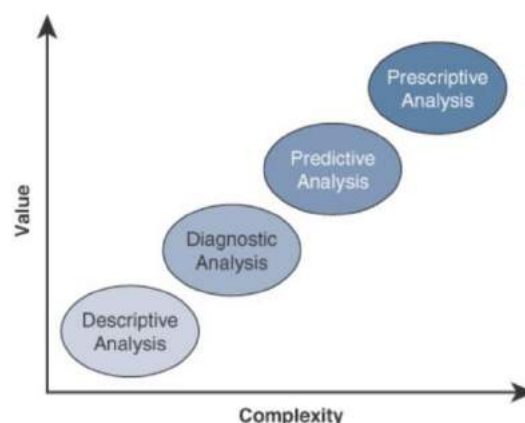 Prescriptive
Analysis
Predictive
Analysis
Diagnostic
Analysis
Descriptive
Analysis
Value
Complexity